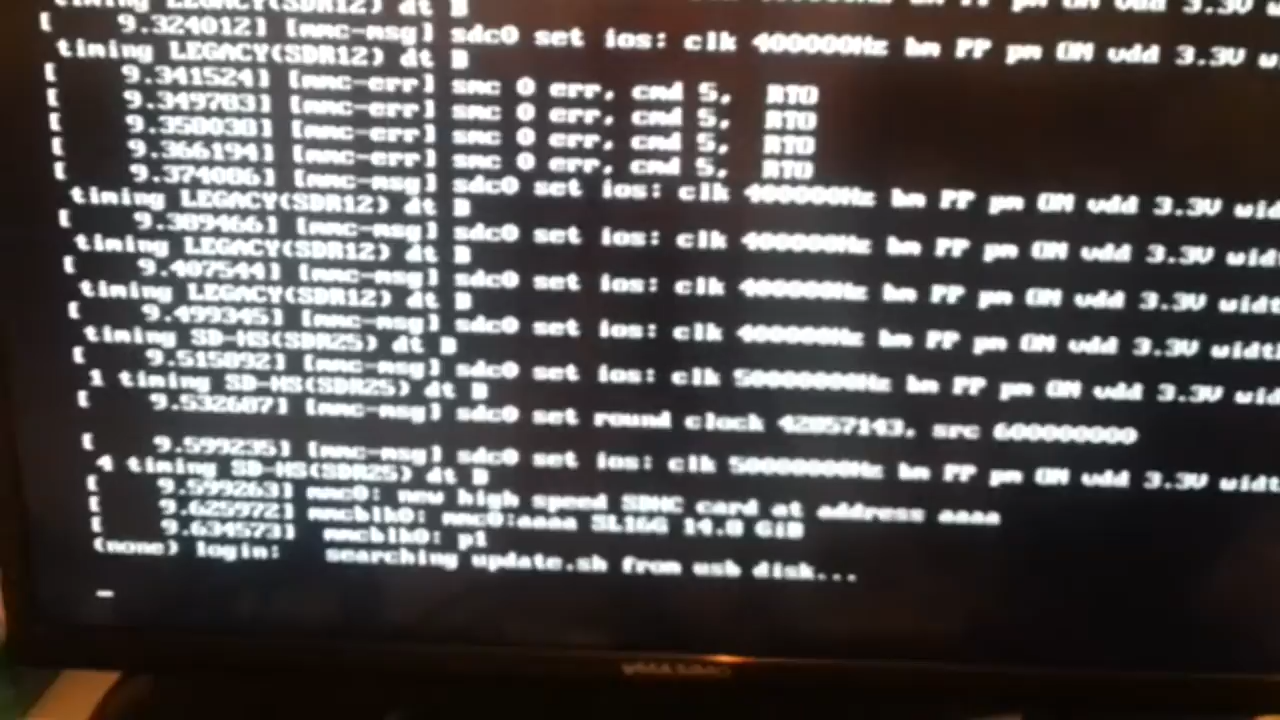 timing LEGACY(SDR12) dt B
[ 9.324012] [mmc-msg] sdc0 set ios: clk 400000Hz bm PP pm ON vdd 3.3V
timing LEGACY(SDR12) dt B
[ 9.341524] [mmc-err] smc 0 err, cmd 5, RTO
[ 9.349783] [mmc-err] smc 0 err, cmd 5, RTO
[ 9.358038] [mmc-err] smc 0 err, cmd 5, RTO
[ 9.366194] [mmc-err] smc 0 err, cmd 5, RTO
[ 9.374086] [mmc-msg] sdc0 set ios: clk 400000Hz bm PP pm ON vdd 3.3V wid
timing LEGACY(SDR12) dt B
[ 9.389466] [mmc-msg] sdc0 set ios: clk 400000Hz bm PP pm ON vdd 3.3V widt
timing LEGACY(SDR12) dt B
[ 9.407544] [mmc-msg] sdc0 set ios: clk 400000Hz bm PP pm ON vdd 3.3V widt
timing LEGACY(SDR12) dt B
[ 9.499345] [mmc-msg] sdc0 set ios: clk 400000Hz bm PP pm ON vdd 3.3V width
timing SD-HS(SDR25) dt B
[ 9.515892] [mmc-msg] sdc0 set ios: clk 50000000Hz bm PP pm ON vdd 3.3V widt
1 timing SD-HS(SDR25) dt B
[ 9.532687] [mmc-msg] sdc0 set round clock 42857143, src 600000000
[ 9.599235] [mmc-msg] sdc0 set ios: clk 50000000Hz bm PP pm ON vdd 3.3V widt
4 timing SD-HS(SDR25) dt B
[ 9.599263] mmc0: new high speed SDHC card at address aaaa
[ 9.625972] mmcblk0: mmc0:aaaa SL16G 14.8 GiB
[ 9.634573] mmcblk0: p1
(none) login: searching update.sh from usb disk...